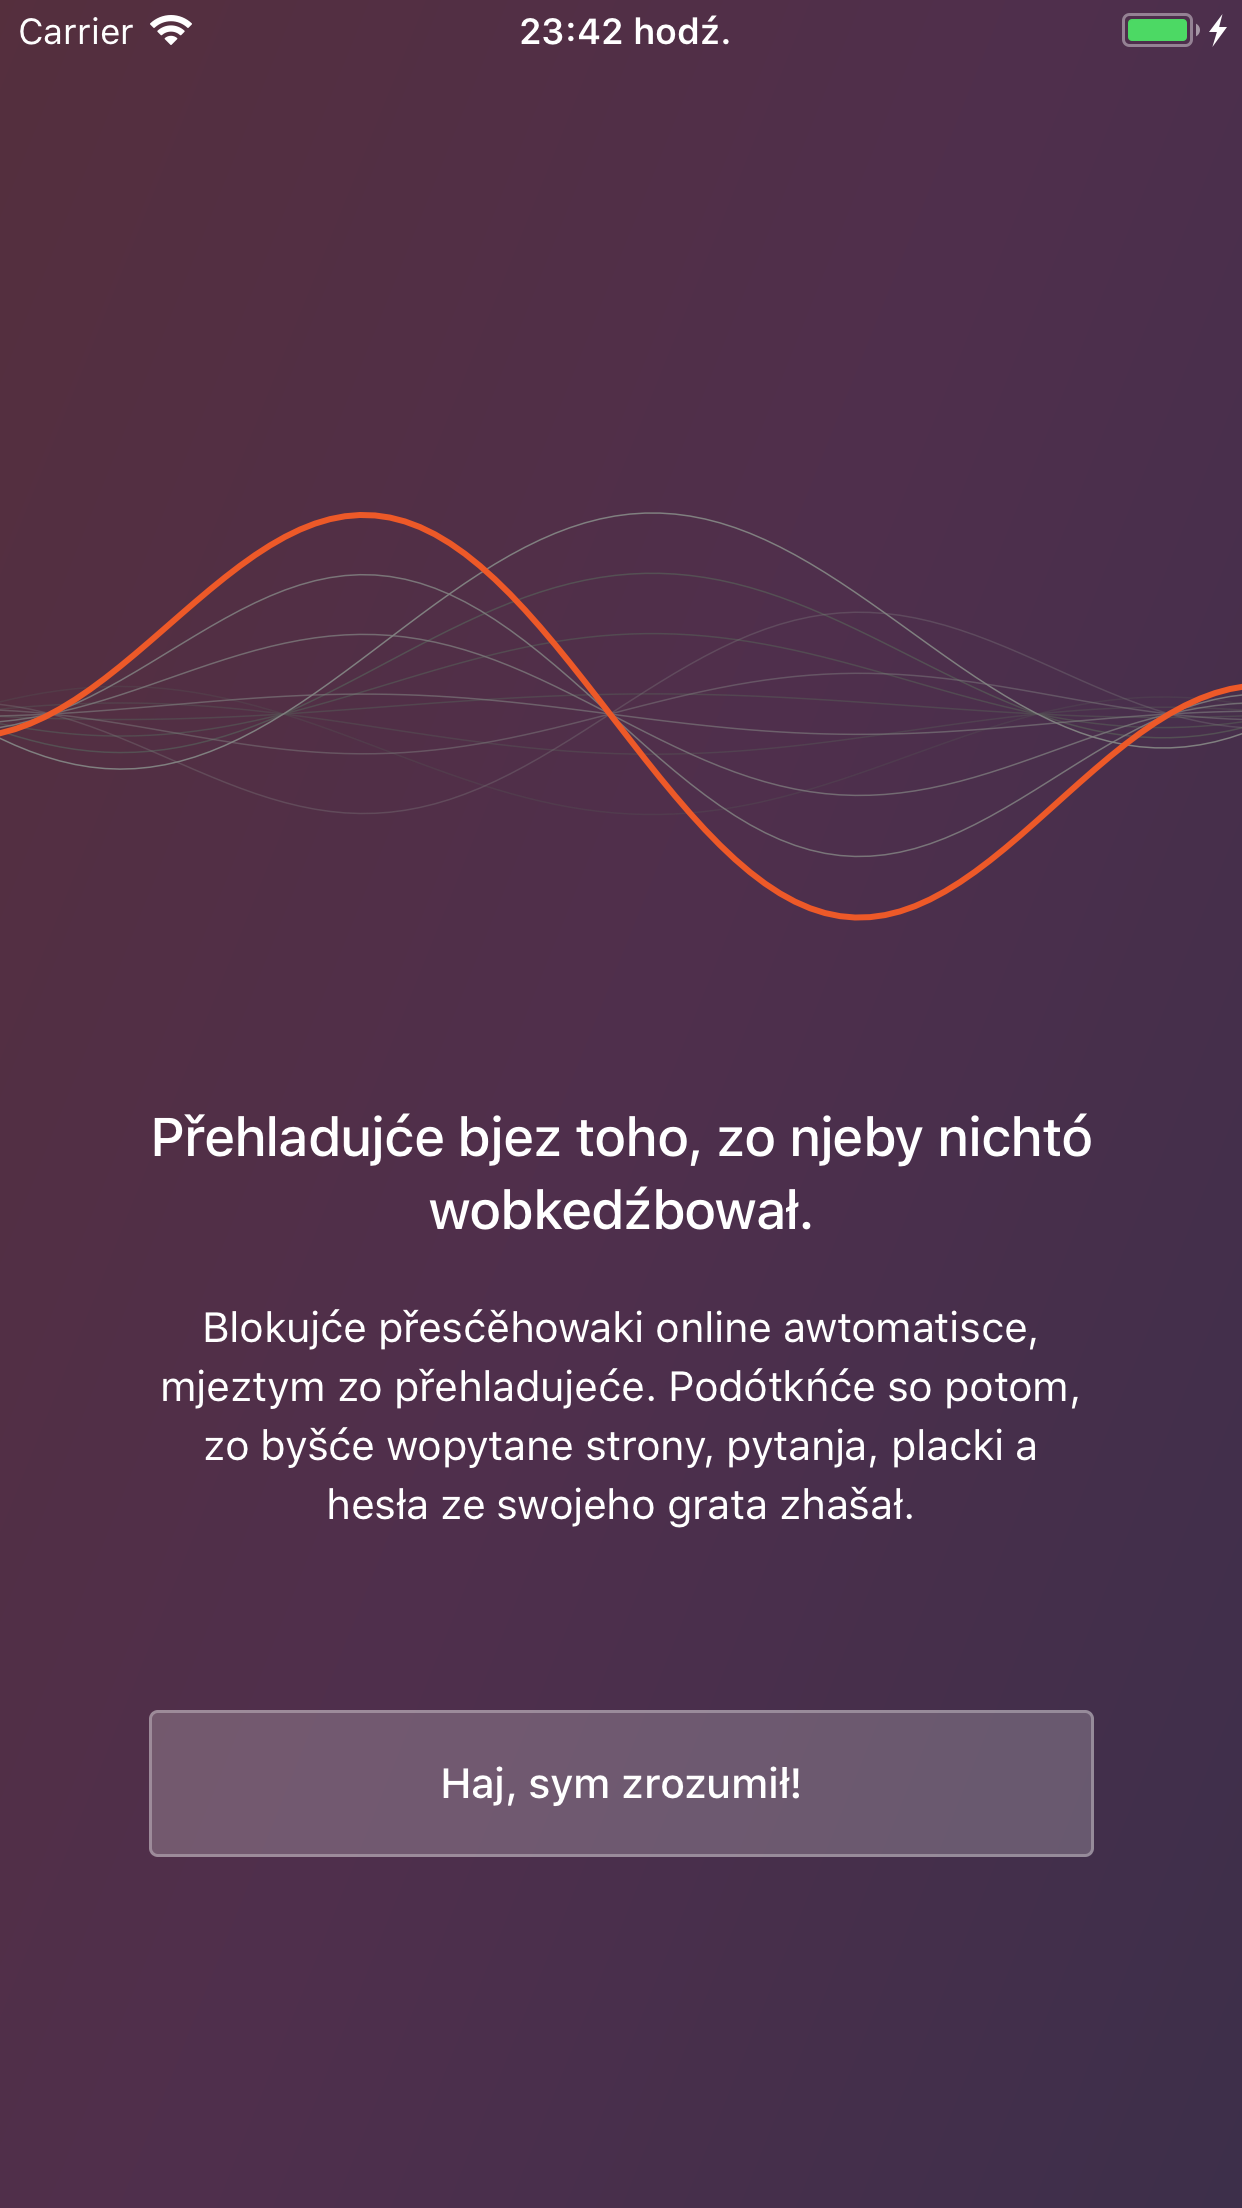 Carrier
23:42 hodź.
Přehladujće bjez toho, zo njeby nichtó
wobkedźbował.
Blokujće přesćěhowaki online awtomatisce,
mjeztym zo přehladujeće. Podótkńće so potom,
zo byšće wopytane strony, pytanja, placki a
hesła ze swojeho grata zhašał.
Haj, sym zrozumił!